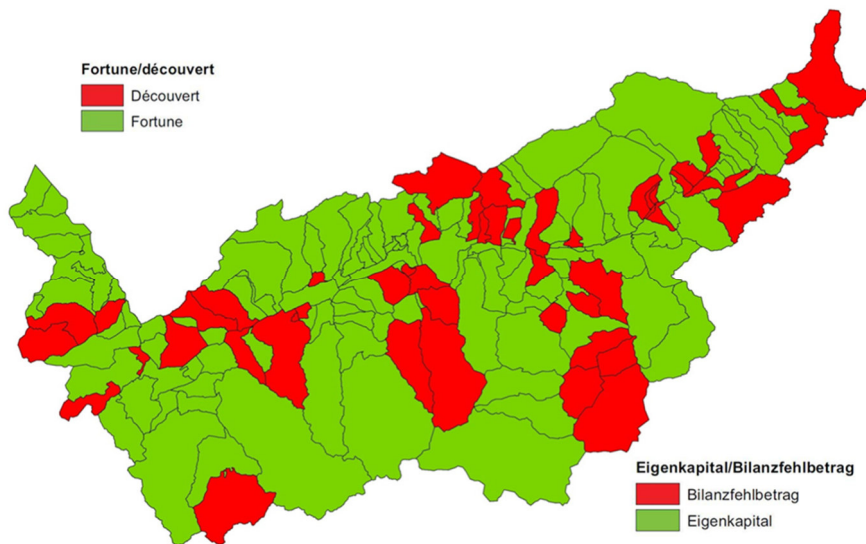 Fortune/découvert
Découvert
Fortune
Eigenkapital/Bilanzfehlbetrag
Bilanzfehlbetrag
Eigenkapital